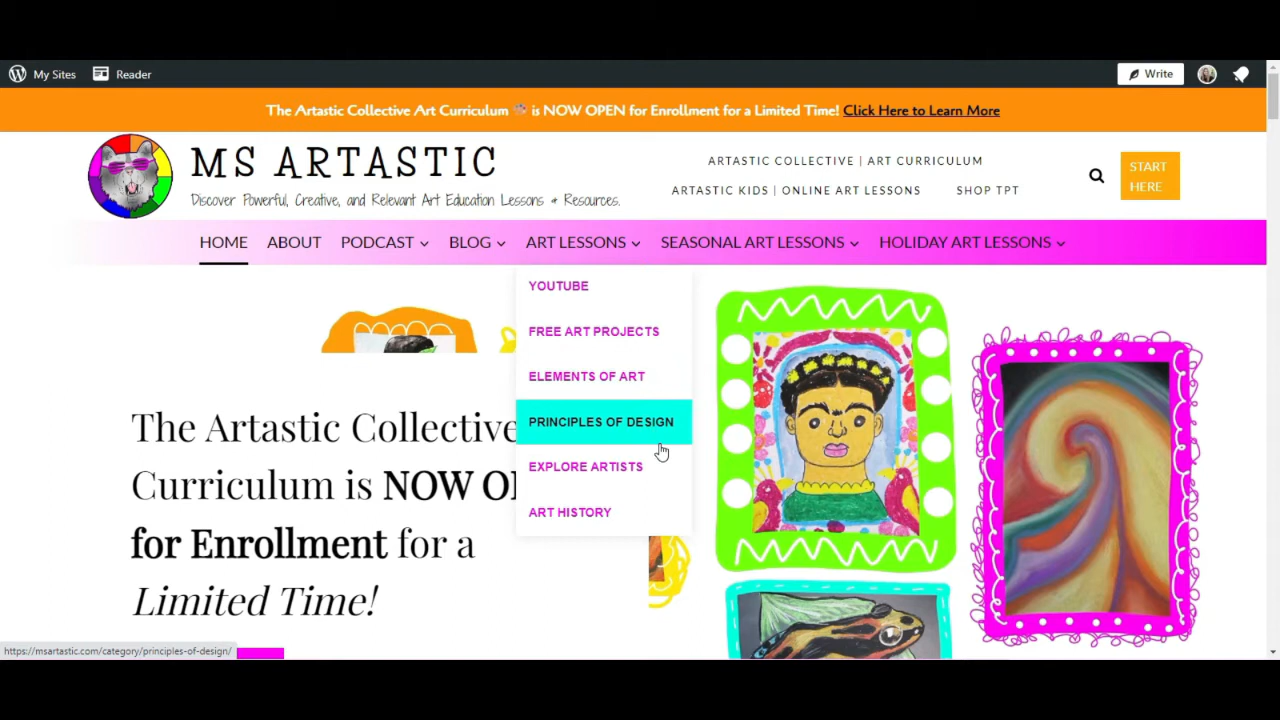 My Sites
Reader
Write
The Artastic Collective Art Curriculum 🎨 is NOW OPEN for Enrollment for a Limited Time! Click Here to Learn More
MS ARTASTIC
Discover Powerful, Creative, and Relevant Art Education Lessons & Resources.
ARTASTIC COLLECTIVE | ART CURRICULUM
ARTASTIC KIDS | ONLINE ART LESSONS
SHOP TPT
START
HERE
HOME
ABOUT
PODCAST
BLOG
ART LESSONS
SEASONAL ART LESSONS
HOLIDAY ART LESSONS
YOUTUBE
FREE ART PROJECTS
ELEMENTS OF ART
PRINCIPLES OF DESIGN
EXPLORE ARTISTS
ART HISTORY
The Artastic Collective
Curriculum is NOW
for Enrollment for a
Limited Time!
https://msartastic.com/category/principles-of-design/